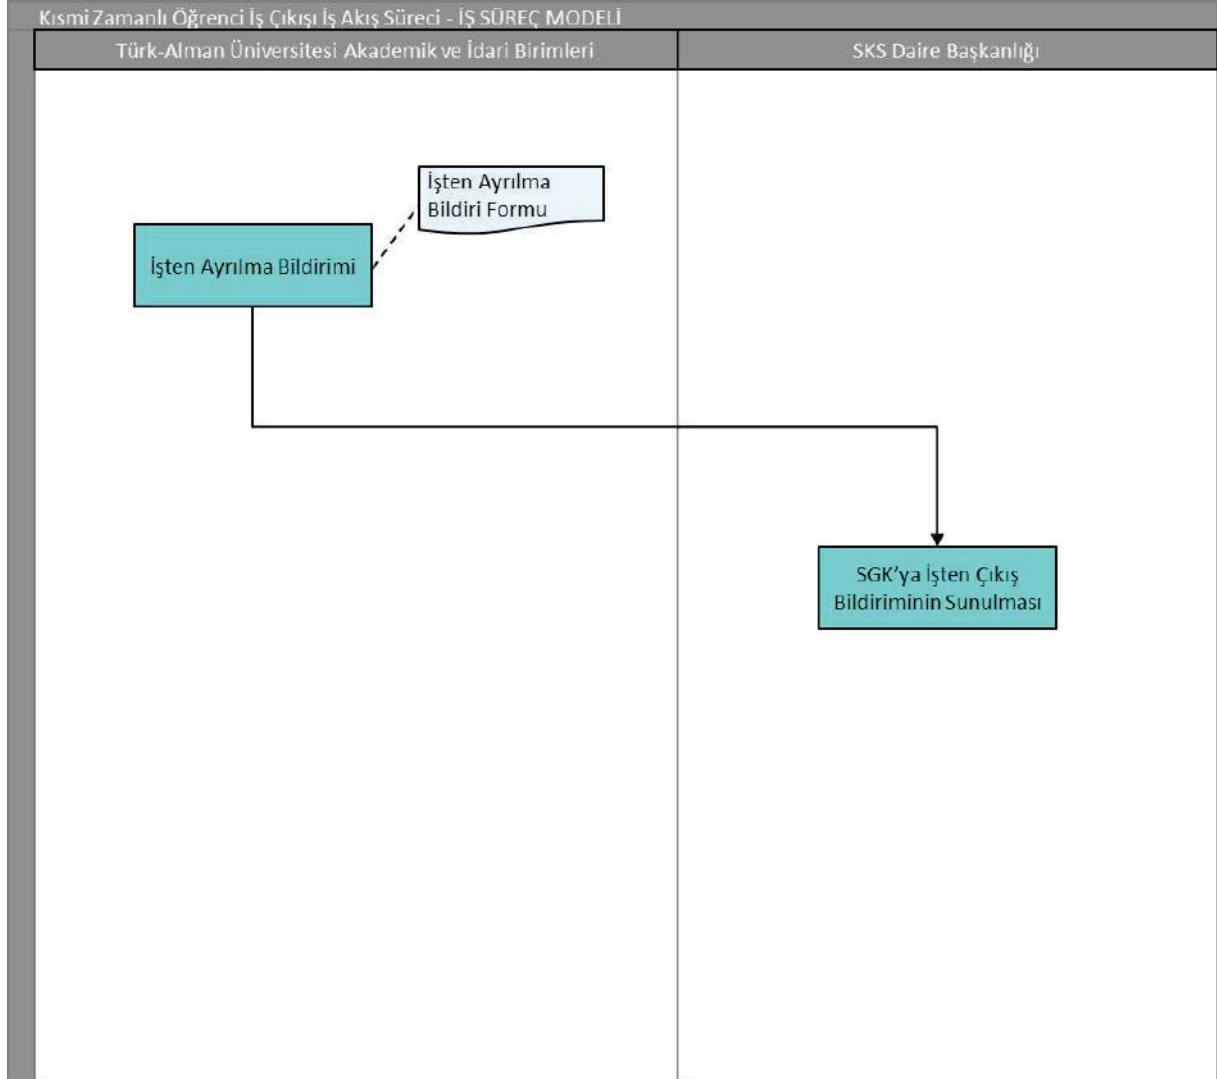 Kısmi Zamanlı Öğrenci İş Çıkışı İş Akış Süreci - İŞ SÜREÇ MODELİ
Türk-Alman Üniversitesi Akademik ve İdari Birimleri
SKS Daire Başkanlığı
İşten Ayrılma
Bildiri Formu
İşten Ayrılma Bildirimi
SGK'ya İşten Çıkış
Bildiriminin Sunulması